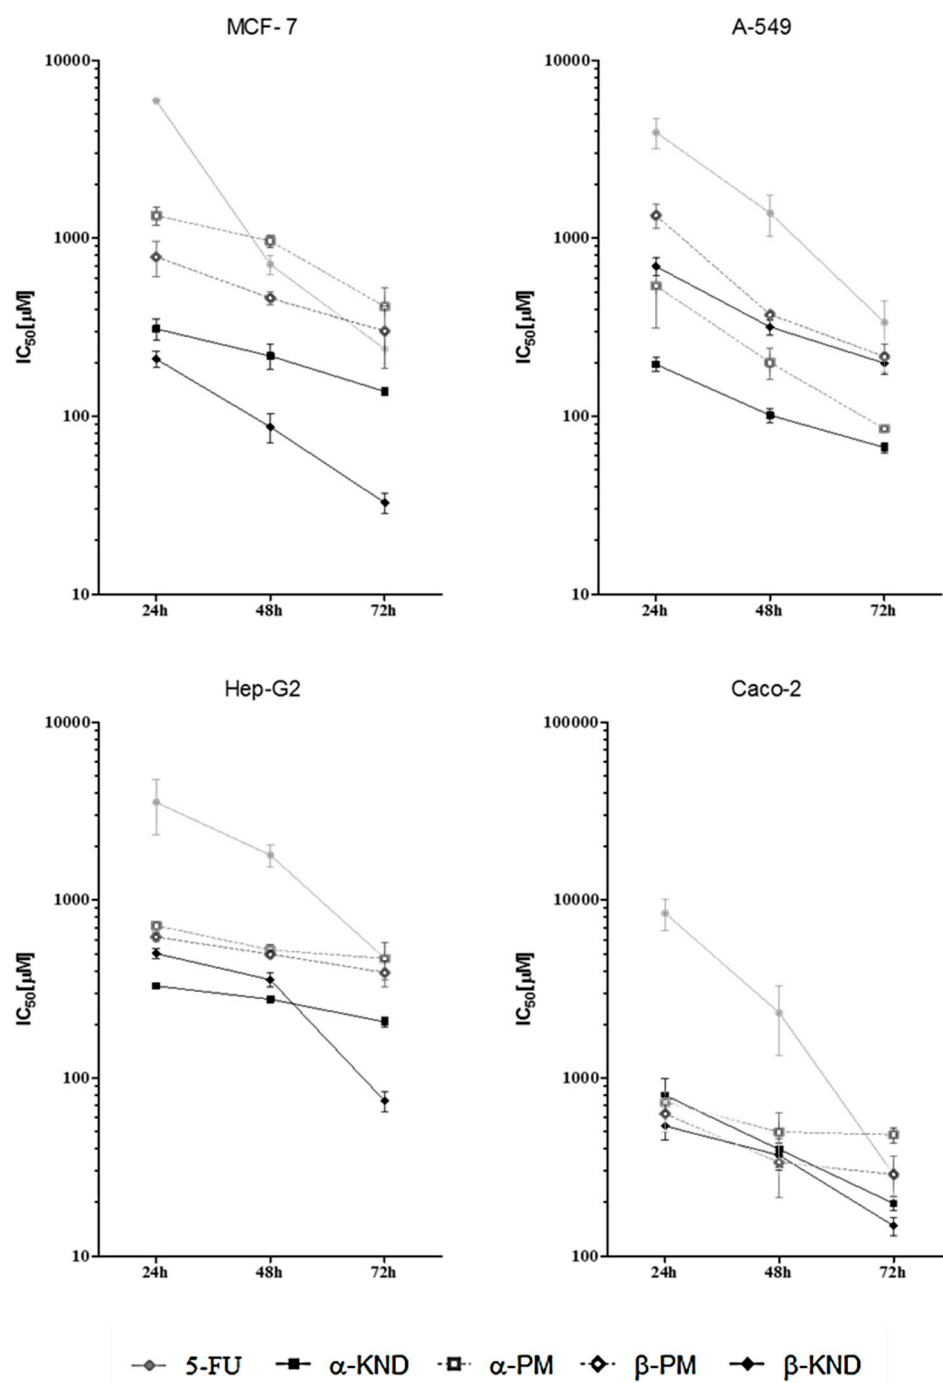 MCF- 7
10000
1000
100
10
IC50[µM]
24h 48h 72h
A-549
10000
1000
100
10
IC50[µM]
24h 48h 72h
Hep-G2
10000
1000
100
10
IC50[µM]
24h 48h 72h
Caco-2
100000
10000
1000
100
IC50[µM]
24h 48h 72h
5-FU α-KND α-PM β-PM β-KND